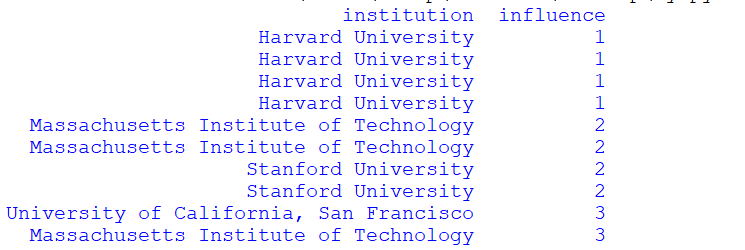 institution influence
Harvard University 1
Harvard University 1
Harvard University 1
Harvard University 1
Massachusetts Institute of Technology 2
Massachusetts Institute of Technology 2
Stanford University 2
Stanford University 2
University of California, San Francisco 3
Massachusetts Institute of Technology 3